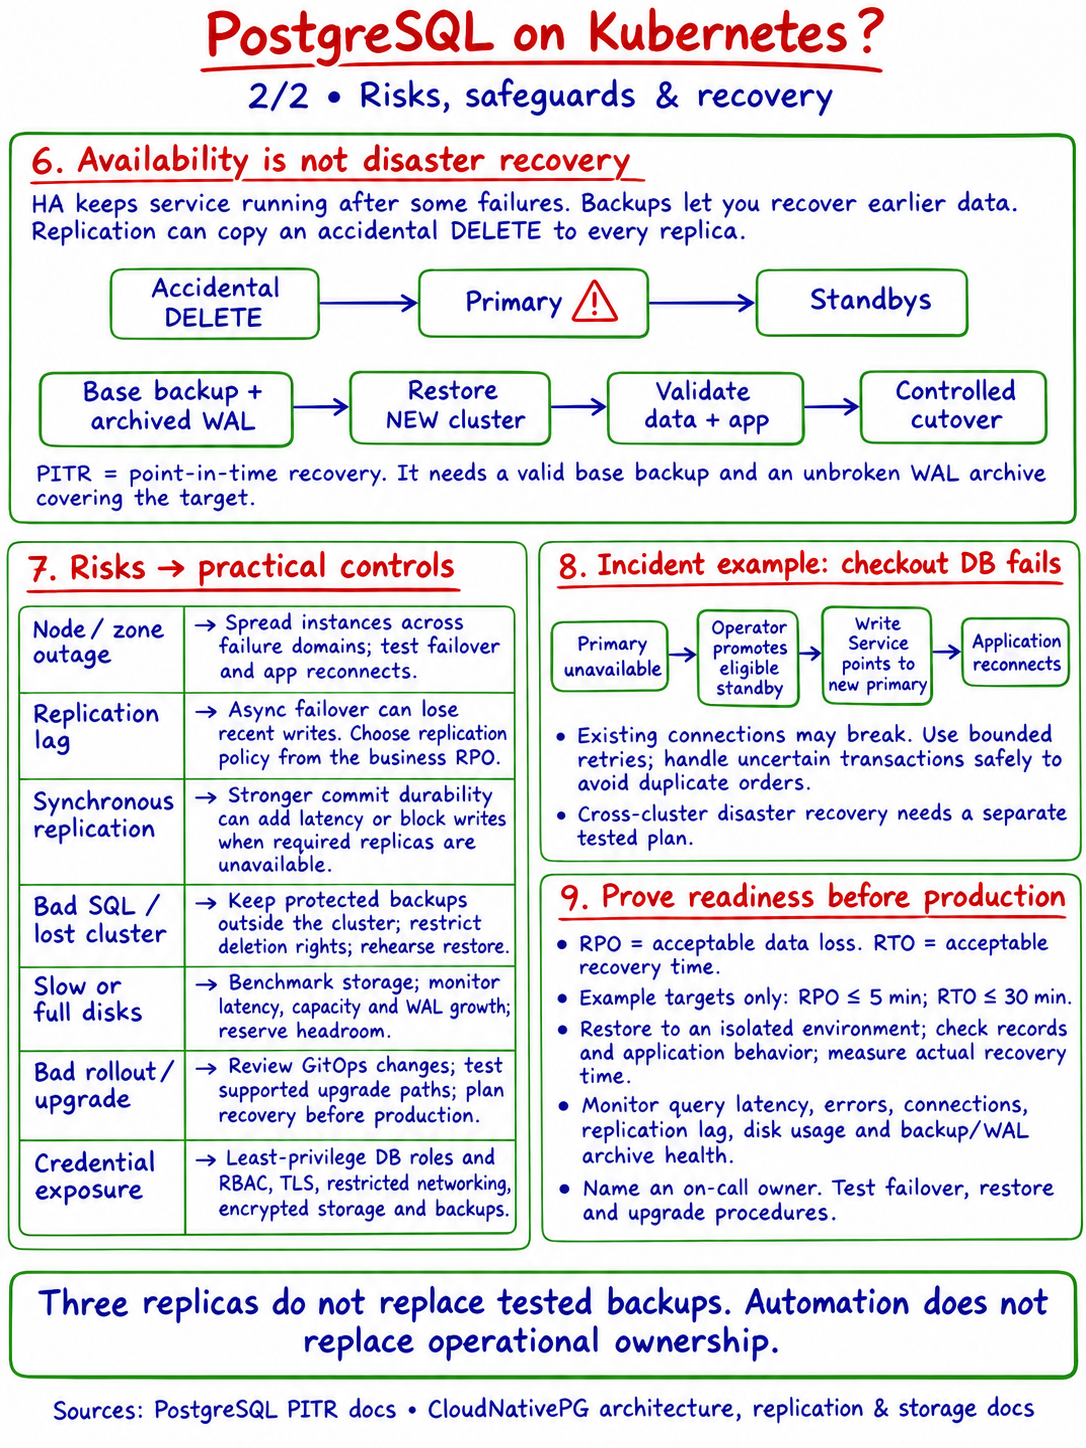 PostgreSQL on Kubernetes?
2/2 • Risks, safeguards & recovery
6. Availability is not disaster recovery
HA keeps service running after some failures. Backups let you recover earlier data.
Replication can copy an accidental DELETE to every replica.
Accidental
DELETE
Primary
Standbys
Base backup +
archived WAL
Restore
NEW cluster
Validate
data + app
Controlled
cutover
PITR = point-in-time recovery. It needs a valid base backup and an unbroken WAL archive
covering the target.
7. Risks → practical controls
Node / zone
outage
→ Spread instances across
failure domains; test failover
and app reconnects.
Replication
lag
→ Async failover can lose
recent writes. Choose replication
policy from the business RPO.
Synchronous
replication
→ Stronger commit durability
can add latency or block writes
when required replicas are
unavailable.
Bad SQL /
lost cluster
→ Keep protected backups
outside the cluster; restrict
deletion rights; rehearse restore.
Slow or
full disks
→ Benchmark storage; monitor
latency, capacity and WAL growth;
reserve headroom.
Bad rollout /
upgrade
→ Review GitOps changes; test
supported upgrade paths; plan
recovery before production.
Credential
exposure
→ Least-privilege DB roles and
RBAC, TLS, restricted networking,
encrypted storage and backups.
8. Incident example: checkout DB fails
Primary
unavailable
Operator
promotes
eligible
standby
Write
Service
points to
new primary
Application
reconnects
• Existing connections may break. Use bounded
retries; handle uncertain transactions safely to
avoid duplicate orders.
• Cross-cluster disaster recovery needs a separate
tested plan.
9. Prove readiness before production
• RPO = acceptable data loss. RTO = acceptable
recovery time.
• Example targets only: RPO ≤ 5 min; RTO ≤ 30 min.
• Restore to an isolated environment; check records
and application behavior; measure actual recovery
time.
• Monitor query latency, errors, connections,
replication lag, disk usage and backup/WAL
archive health.
• Name an on-call owner. Test failover, restore
and upgrade procedures.
Three replicas do not replace tested backups. Automation does not
replace operational ownership.
Sources: PostgreSQL PITR docs • CloudNativePG architecture, replication & storage docs